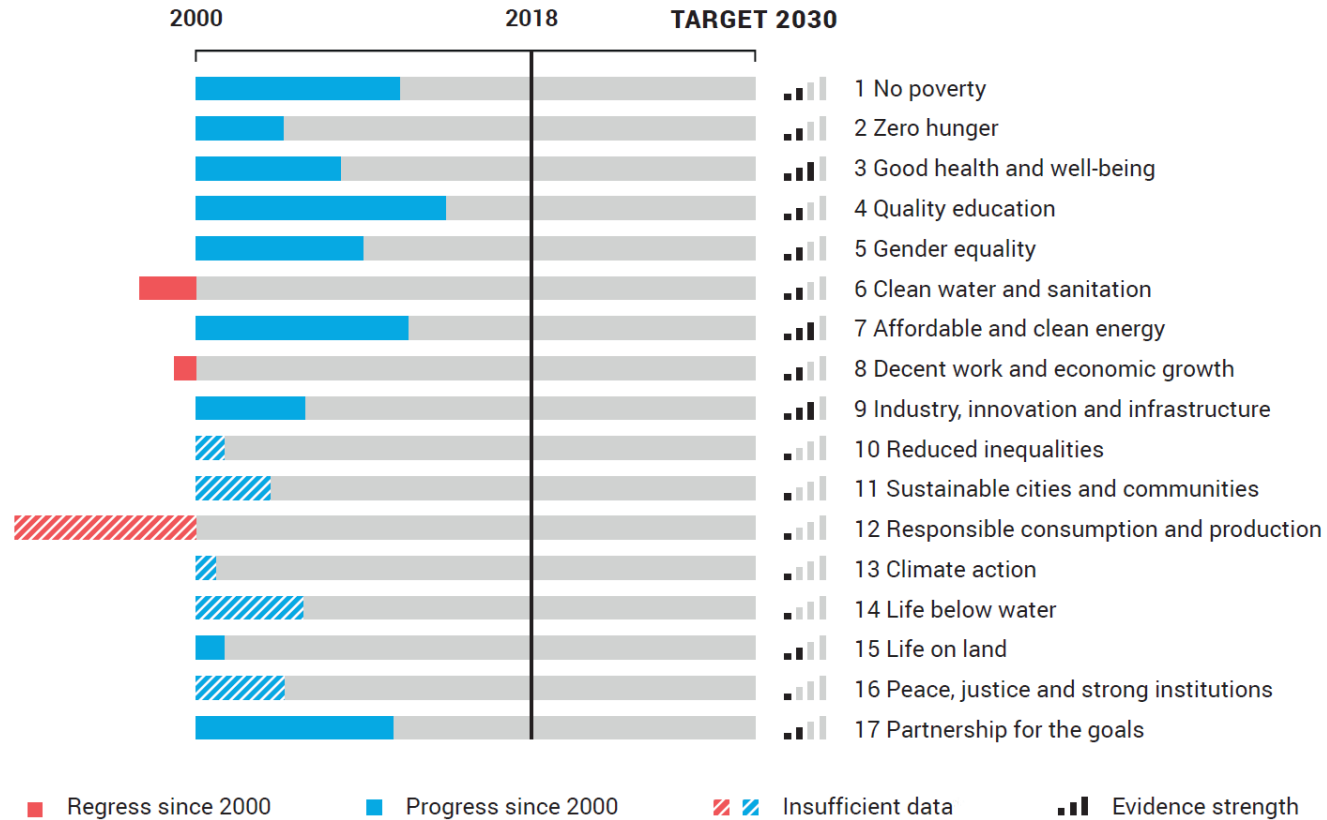 2000 2018 TARGET 2030
1 No poverty
2 Zero hunger
3 Good health and well-being
4 Quality education
5 Gender equality
6 Clean water and sanitation
7 Affordable and clean energy
8 Decent work and economic growth
9 Industry, innovation and infrastructure
10 Reduced inequalities
11 Sustainable cities and communities
12 Responsible consumption and production
13 Climate action
14 Life below water
15 Life on land
16 Peace, justice and strong institutions
17 Partnership for the goals
Regress since 2000 Progress since 2000 Insufficient data Evidence strength